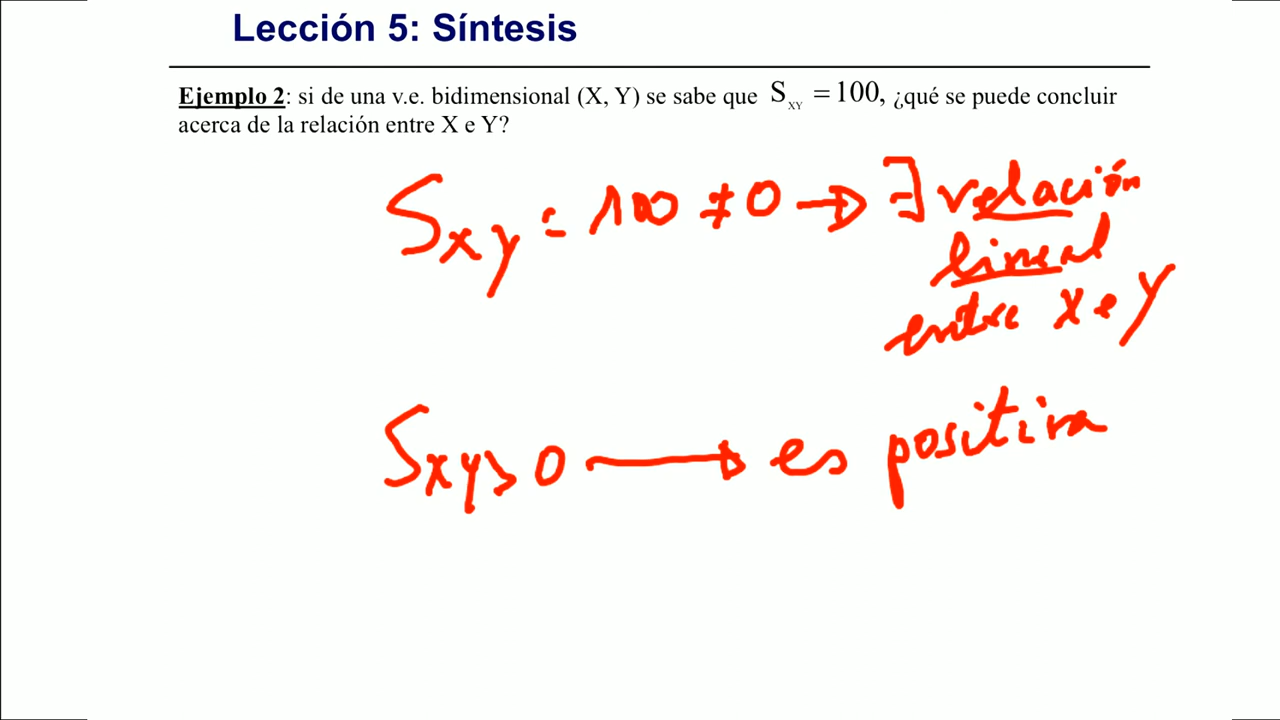 Lección 5: Síntesis
Ejemplo 2: si de una v.e. bidimensional (X, Y) se sabe que S_XY = 100, ¿qué se puede concluir
acerca de la relación entre X e Y?
Sxy = 100 ≠ 0 → ∃ relación
lineal
entre X e Y
Sxy > 0 → es positiva